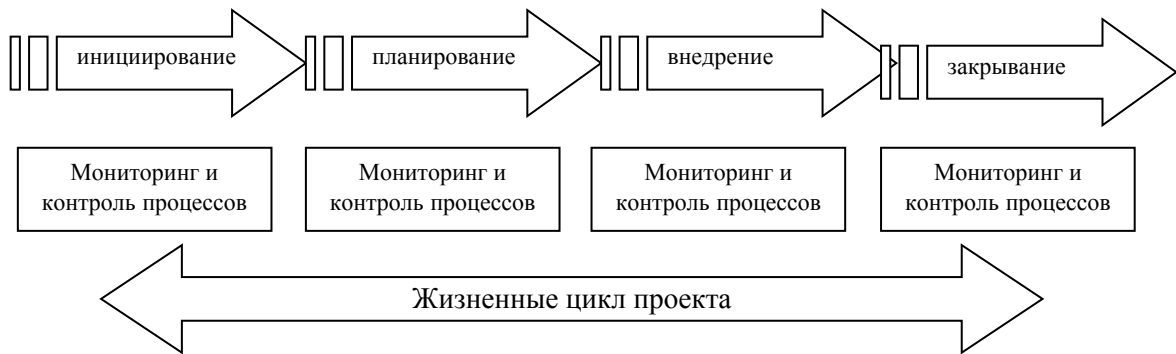 инициирование
планирование
внедрение
закрывание
Мониторинг и
контроль процессов
Мониторинг и
контроль процессов
Мониторинг и
контроль процессов
Мониторинг и
контроль процессов
Жизненные цикл проекта